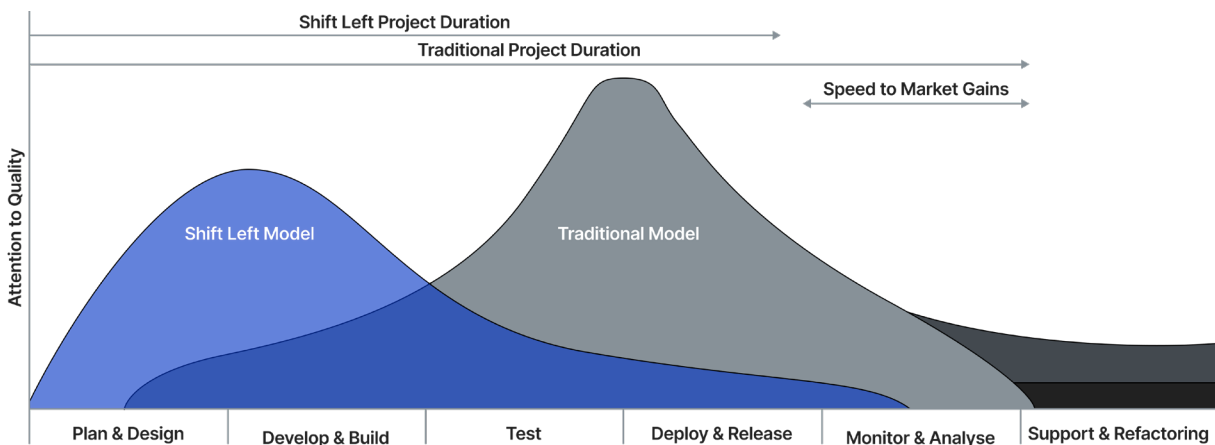 Shift Left Project Duration
Traditional Project Duration
Speed to Market Gains
Attention to Quality
Shift Left Model
Traditional Model
Plan & Design
Develop & Build
Test
Deploy & Release
Monitor & Analyse
Support & Refactoring